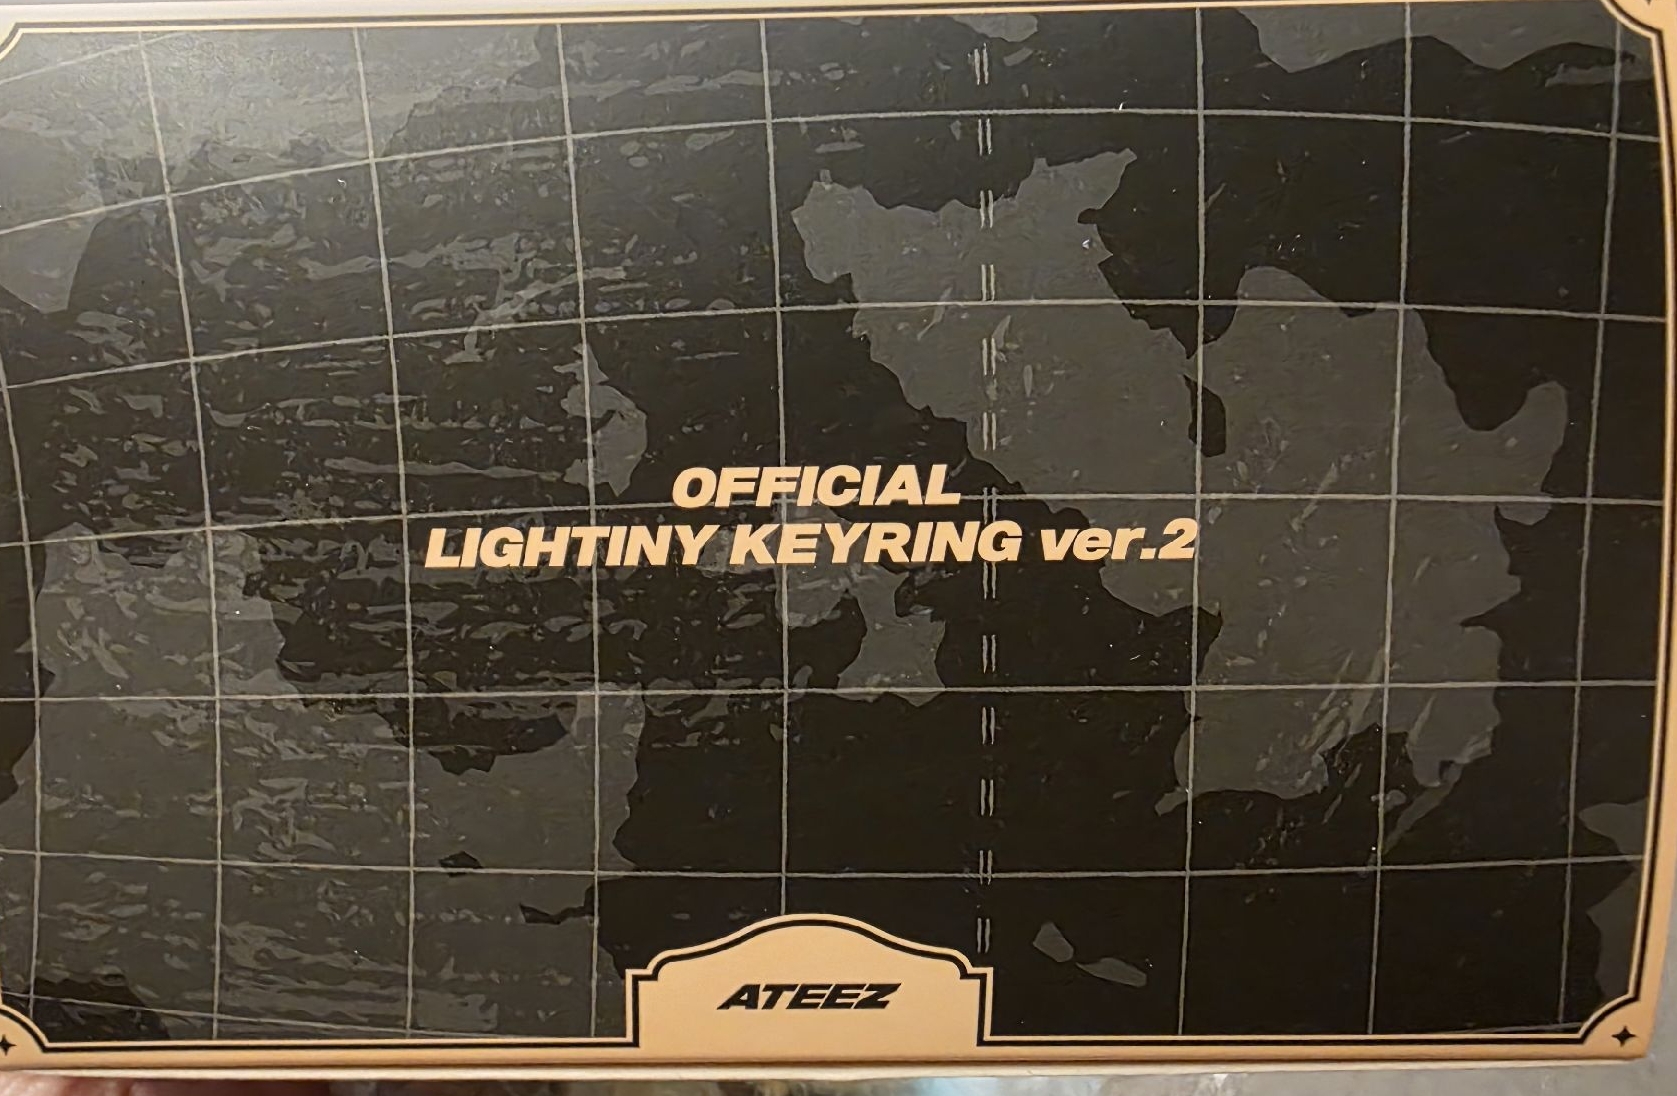 OFFICIAL
LIGHTINY KEYRING ver.2
ATEEZ